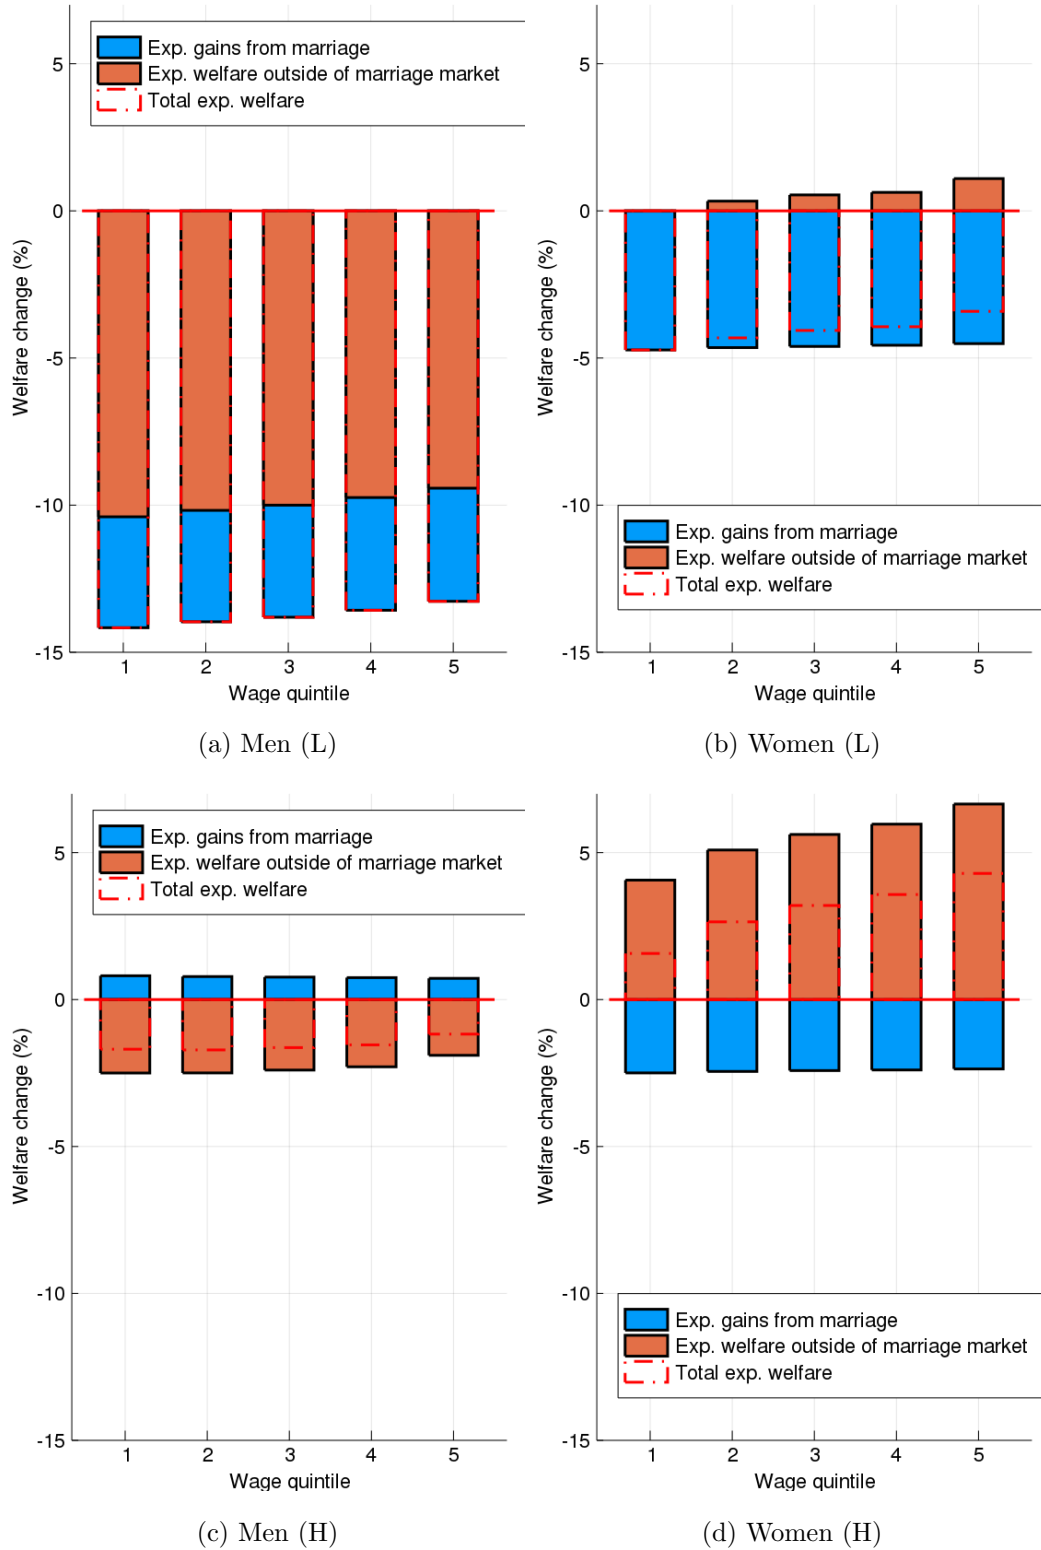 Exp. gains from marriage
Exp. welfare outside of marriage market
Total exp. welfare
5
0
-5
-10
-15
Welfare change (%)
1 2 3 4 5
Wage quintile
(a) Men (L)
5
0
-5
-10
-15
Welfare change (%)
Exp. gains from marriage
Exp. welfare outside of marriage market
Total exp. welfare
1 2 3 4 5
Wage quintile
(b) Women (L)
Exp. gains from marriage
Exp. welfare outside of marriage market
Total exp. welfare
5
0
-5
-10
-15
Welfare change (%)
1 2 3 4 5
Wage quintile
(c) Men (H)
5
0
-5
-10
-15
Welfare change (%)
Exp. gains from marriage
Exp. welfare outside of marriage market
Total exp. welfare
1 2 3 4 5
Wage quintile
(d) Women (H)